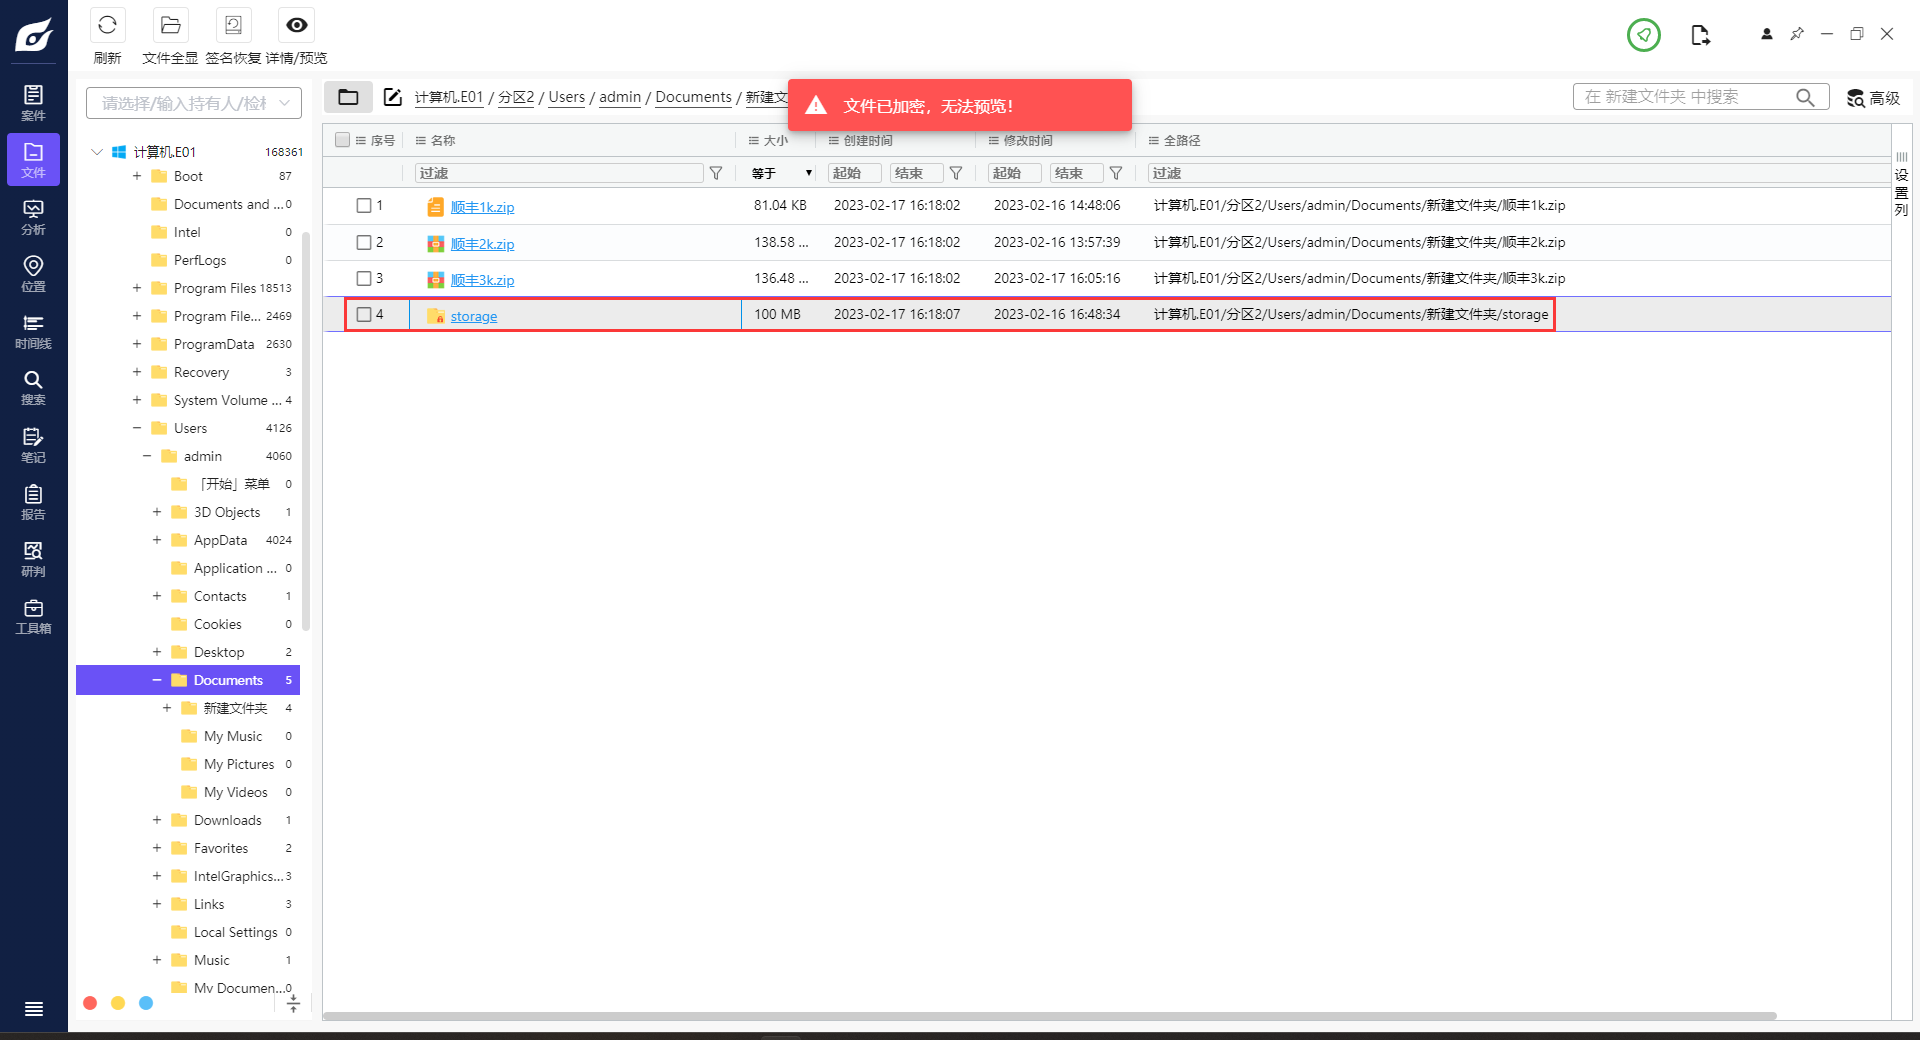 刷新 文件全显 签名恢复 详情/预览
案件
文件
分析
位置
时间线
搜索
笔记
报告
研判
工具箱
请选择/输入持有人/检材
计算机.E01 168361
Boot 87
Documents and ... 0
Intel 0
PerfLogs 0
Program Files 18513
Program File... 2469
ProgramData 2630
Recovery 3
System Volume ... 4
Users 4126
admin 4060
「开始」菜单 0
3D Objects 1
AppData 4024
Application ... 0
Contacts 1
Cookies 0
Desktop 2
Documents 5
新建文件夹 4
My Music 0
My Pictures 0
My Videos 0
Downloads 1
Favorites 2
IntelGraphics... 3
Links 3
Local Settings 0
Music 1
My Documen... 0
计算机.E01 / 分区2 / Users / admin / Documents / 新建文
文件已加密，无法预览！
在 新建文件夹 中搜索
高级
序号 名称 大小 创建时间 修改时间 全路径
过滤 等于 起始 结束 起始 结束 过滤
1 顺丰1k.zip 81.04 KB 2023-02-17 16:18:02 2023-02-16 14:48:06 计算机.E01/分区2/Users/admin/Documents/新建文件夹/顺丰1k.zip
2 顺丰2k.zip 138.58 ... 2023-02-17 16:18:02 2023-02-16 13:57:39 计算机.E01/分区2/Users/admin/Documents/新建文件夹/顺丰2k.zip
3 顺丰3k.zip 136.48 ... 2023-02-17 16:18:02 2023-02-17 16:05:16 计算机.E01/分区2/Users/admin/Documents/新建文件夹/顺丰3k.zip
4 storage 100 MB 2023-02-17 16:18:07 2023-02-16 16:48:34 计算机.E01/分区2/Users/admin/Documents/新建文件夹/storage
设置列